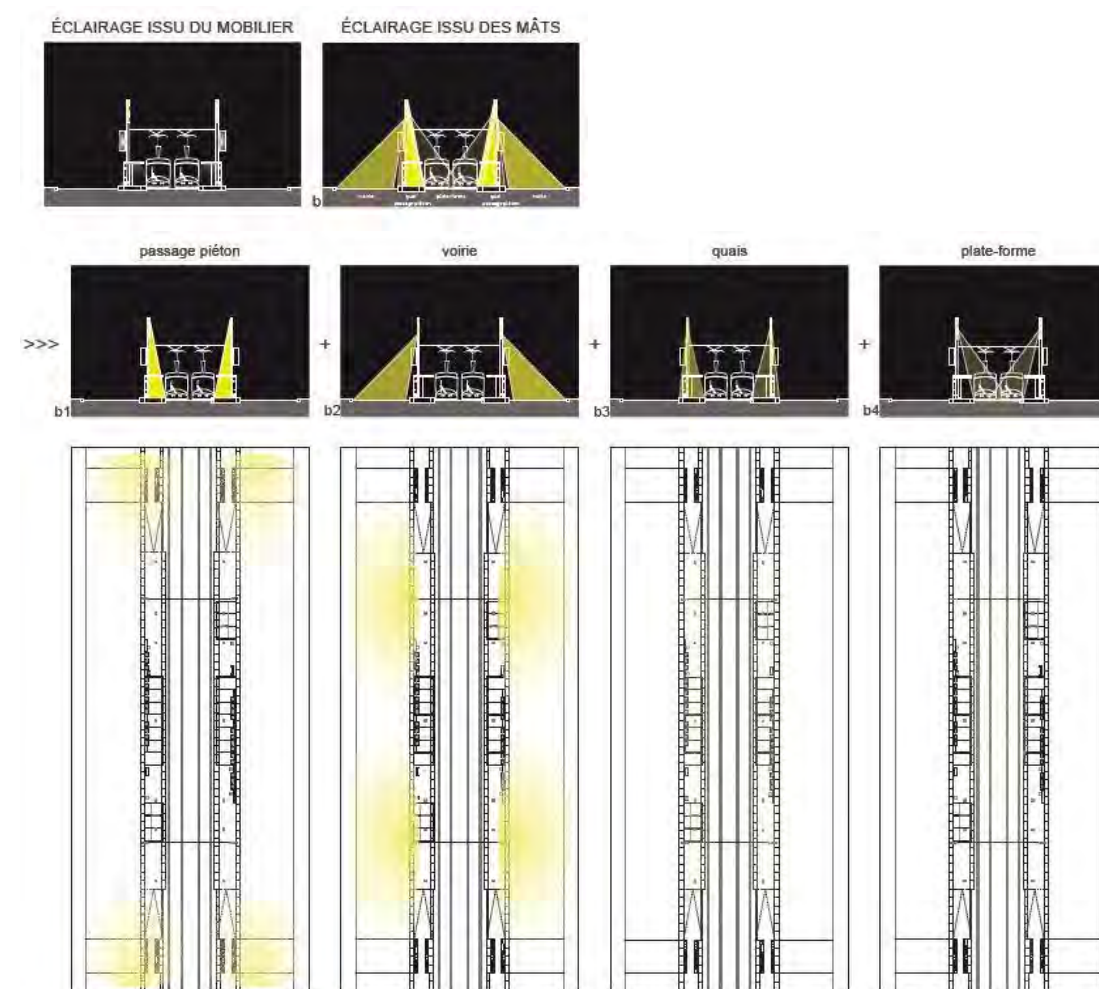 ÉCLAIRAGE ISSU DU MOBILIER
ÉCLAIRAGE ISSU DES MÂTS
b
passage piéton
voirie
quais
plate-forme
>>>
+
+
+
b1
b2
b3
b4